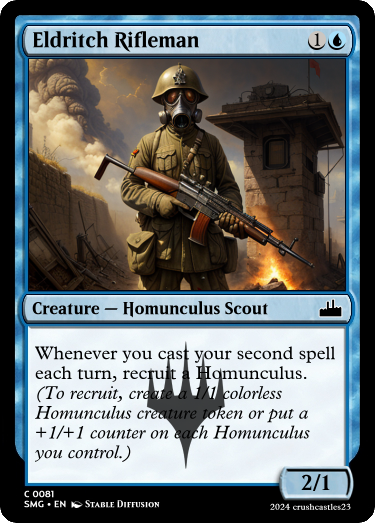 Eldritch Rifleman 1
Creature — Homunculus Scout
Whenever you cast your second spell
each turn, recruit a Homunculus.
(To recruit, create a 1/1 colorless
Homunculus creature token or put a
+1/+1 counter on each Homunculus
you control.)
2/1
C 0081
SMG • EN Stable Diffusion
2024 crushcastles23